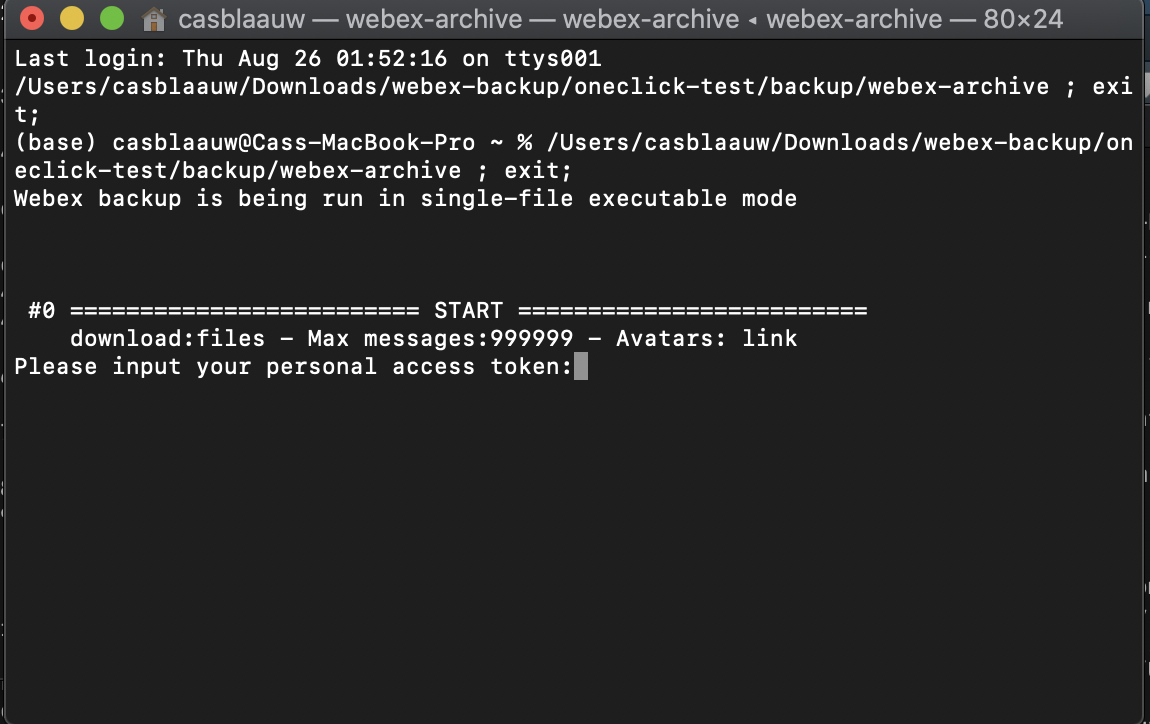 casblaauw — webex-archive — webex-archive ◂ webex-archive — 80×24
Last login: Thu Aug 26 01:52:16 on ttys001
/Users/casblaauw/Downloads/webex-backup/oneclick-test/backup/webex-archive ; exi
t;
(base) casblaauw@Cass-MacBook-Pro ~ % /Users/casblaauw/Downloads/webex-backup/on
eclick-test/backup/webex-archive ; exit;
Webex backup is being run in single-file executable mode
#0 ========================= START =========================
download:files - Max messages:999999 - Avatars: link
Please input your personal access token: